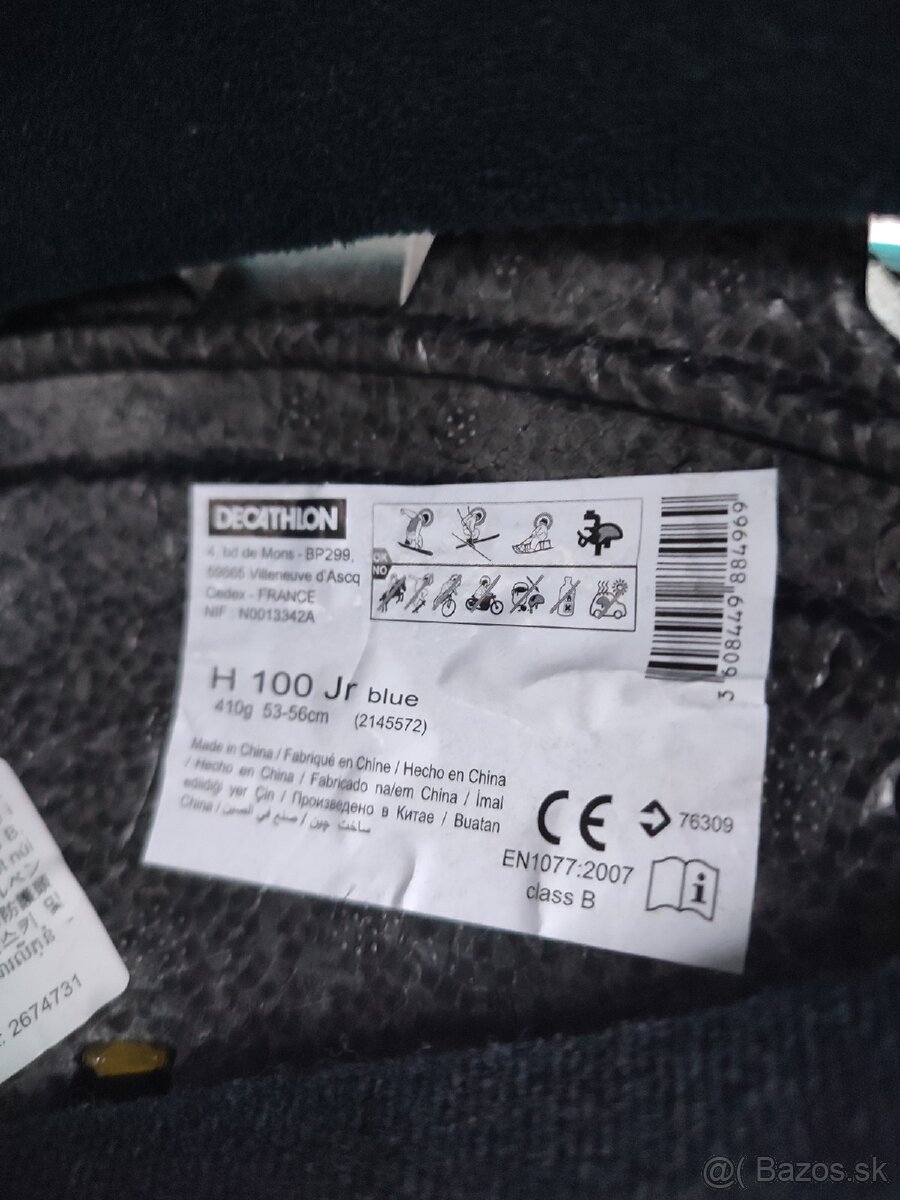 DECATHLON
4, bd de Mons - BP299,
59665 Villeneuve d'Ascq
Cedex - FRANCE
NIF : N0013342A
OK
NO
3 608449 884969
H 100 Jr blue
410g 53-56cm (2145572)
Made in China / Fabriqué en Chine / Hecho en China
/ Hecho en China / Fabricado na/em China / İmal
edildiği yer Çin / Произведено в Китае / Buatan
China / صنع في الصين / ساخت چین
CE 76309
EN1077:2007
class B
i
2674731
@( Bazos.sk